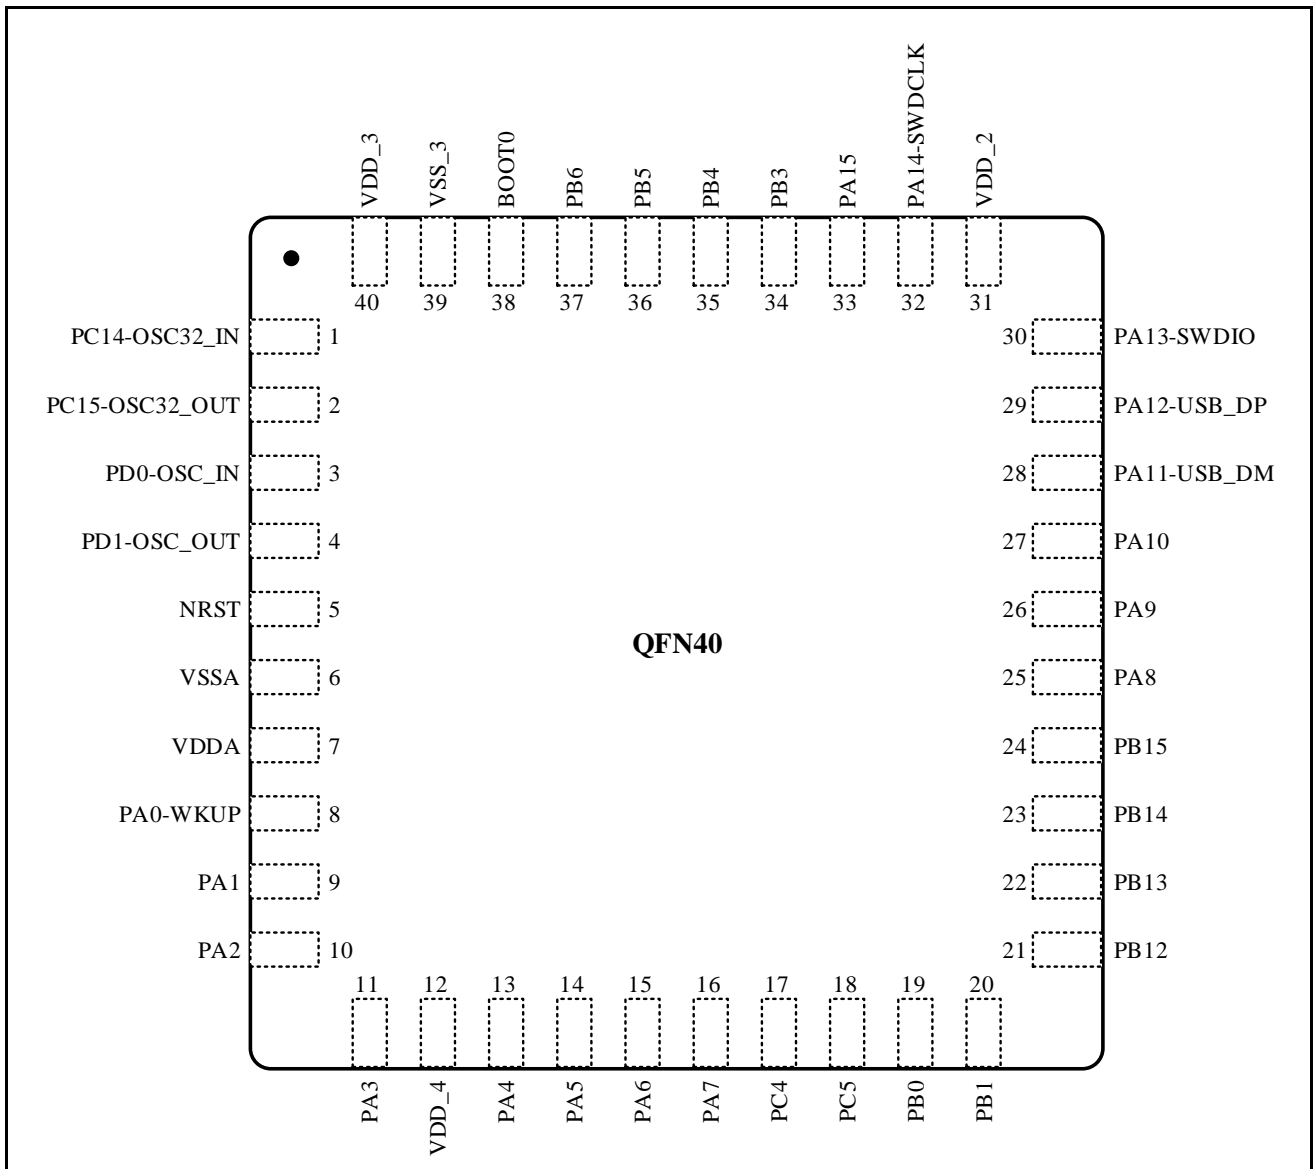 VDD_3
VSS_3
BOOT0
PB6
PB5
PB4
PB3
PA15
PA14-SWDCLK
VDD_2
40
39
38
37
36
35
34
33
32
31
PC14-OSC32_IN 1
30 PA13-SWDIO
PC15-OSC32_OUT 2
29 PA12-USB_DP
PD0-OSC_IN 3
28 PA11-USB_DM
PD1-OSC_OUT 4
27 PA10
NRST 5
26 PA9
QFN40
VSSA 6
25 PA8
VDDA 7
24 PB15
PA0-WKUP 8
23 PB14
PA1 9
22 PB13
PA2 10
21 PB12
11
12
13
14
15
16
17
18
19
20
PA3
VDD_4
PA4
PA5
PA6
PA7
PC4
PC5
PB0
PB1